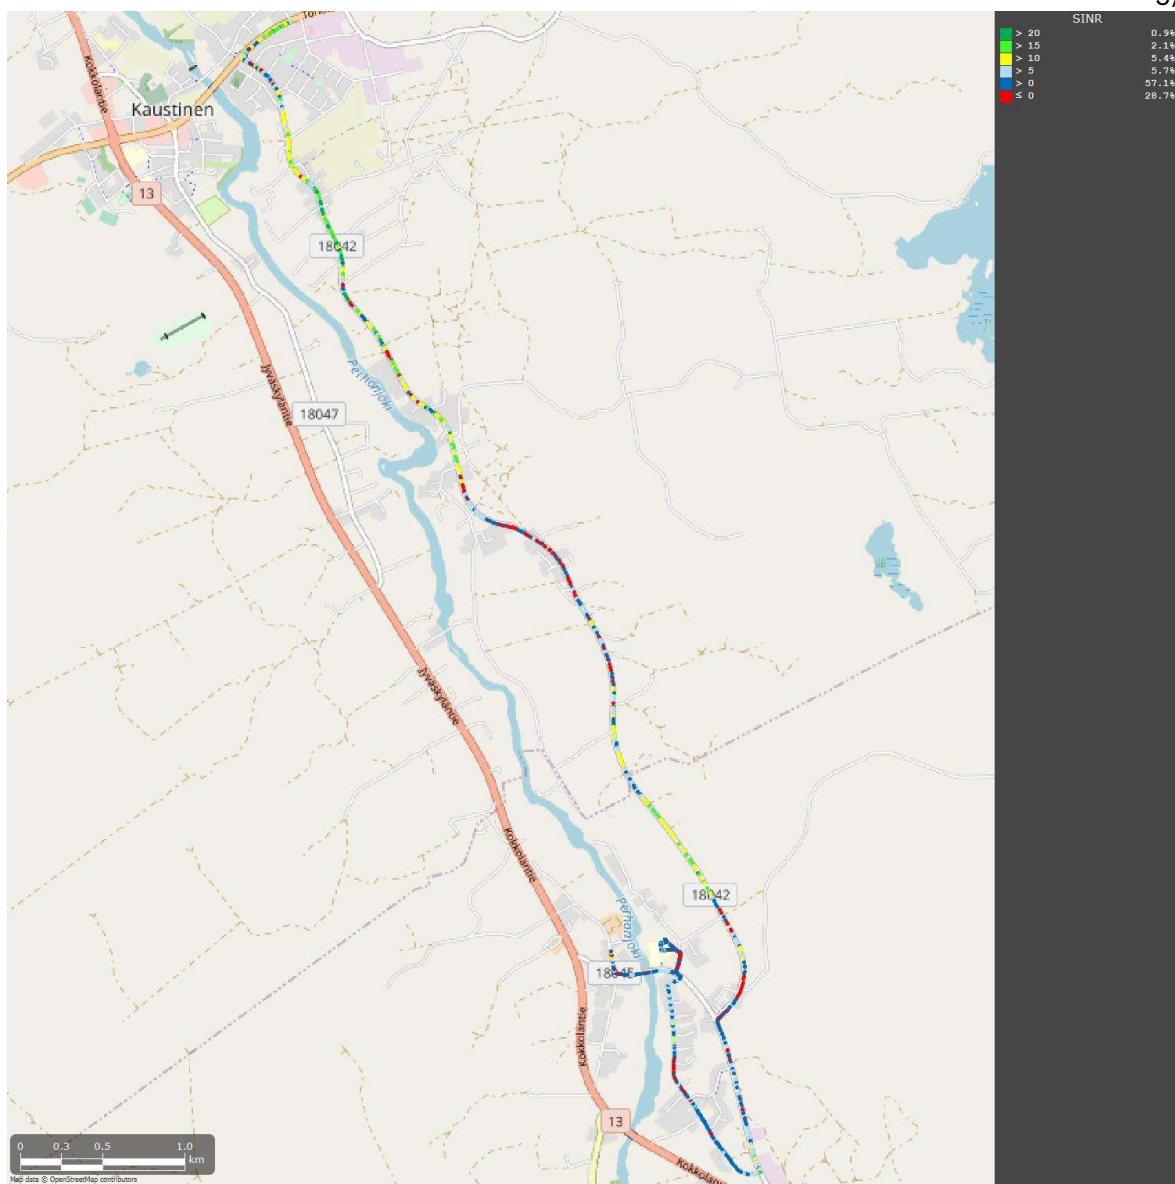 SINR
> 20 0.9%
> 15 2.1%
> 10 5.4%
> 5 5.7%
> 0 57.1%
≤ 0 28.7%
Kokkolantie
Kaustinen
13
18042
Perhonjoki
18047
Jyväskyläntie
Jyväskyläntie
Kokkolantie
18042
Perhonjoki
18045
Kokkolantie
13
0 0.3 0.5 1.0
km
Map data © OpenStreetMap contributors